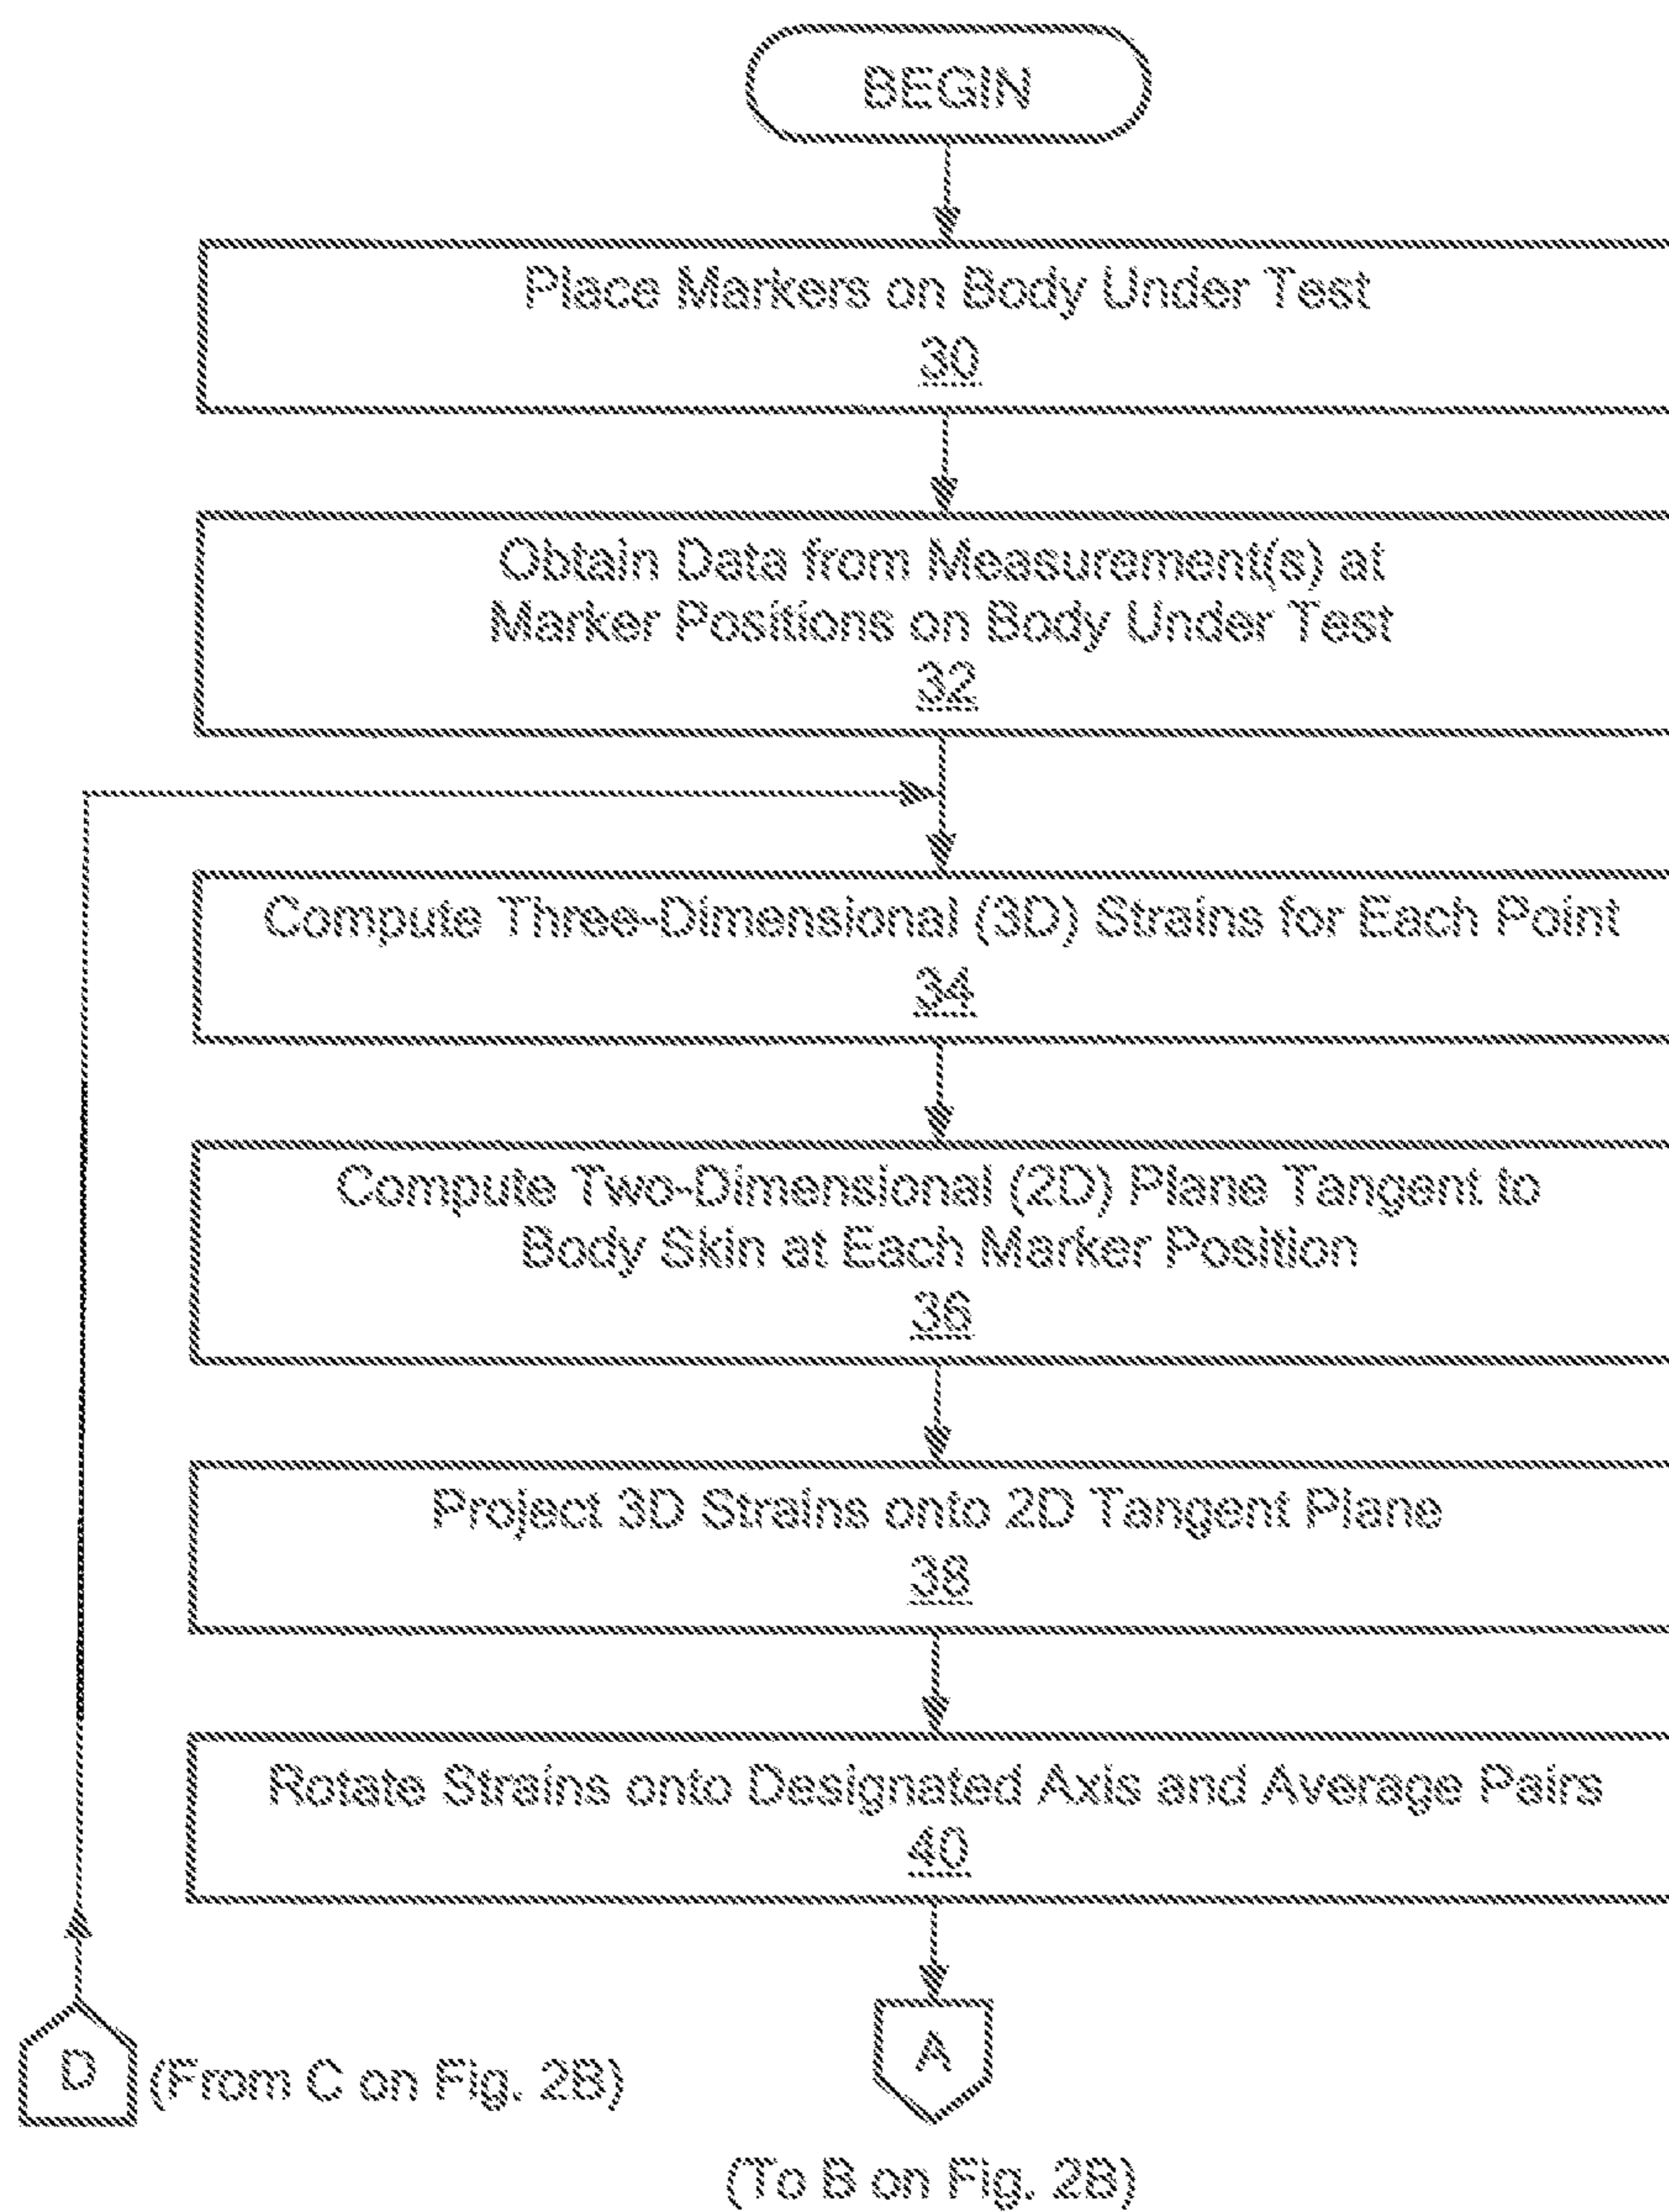 BEGIN
Place Markers on Body Under Test
30
Obtain Data from Measurement(s) at
Marker Positions on Body Under Test
32
Compute Three-Dimensional (3D) Strains for Each Point
34
Compute Two-Dimensional (2D) Plane Tangent to
Body Skin at Each Marker Position
36
Project 3D Strains onto 2D Tangent Plane
38
Rotate Strains onto Designated Axis and Average Pairs
40
D (From C on Fig. 2B)
A
(To B on Fig. 2B)